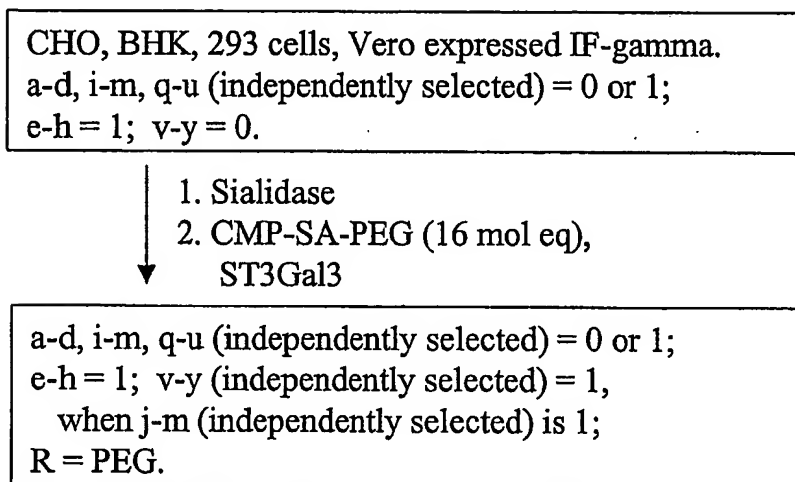 CHO, BHK, 293 cells, Vero expressed IF-gamma.
a-d, i-m, q-u (independently selected) = 0 or 1;
e-h = 1; v-y = 0.
1. Sialidase
2. CMP-SA-PEG (16 mol eq),
ST3Gal3
a-d, i-m, q-u (independently selected) = 0 or 1;
e-h = 1; v-y (independently selected) = 1,
when j-m (independently selected) is 1;
R = PEG.